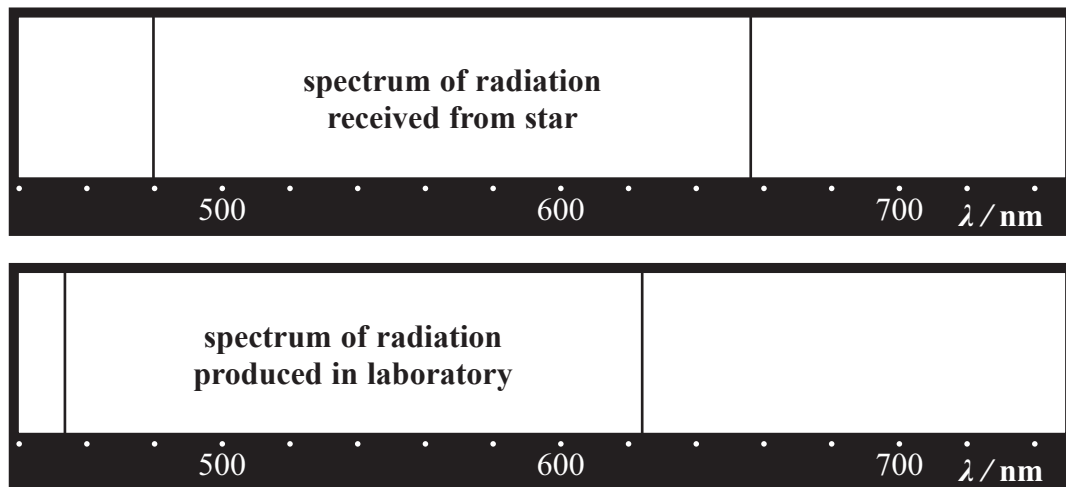 spectrum of radiation
received from star
500 600 700 λ / nm
spectrum of radiation
produced in laboratory
500 600 700 λ / nm